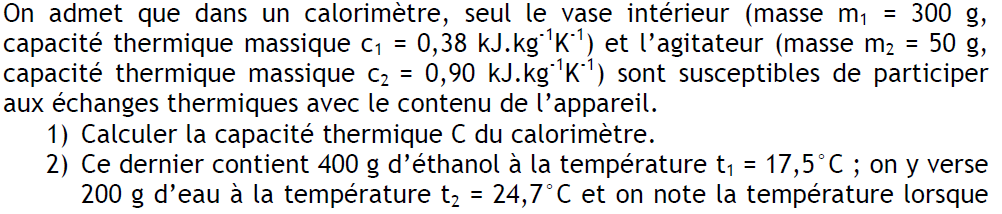 On admet que dans un calorimètre, seul le vase intérieur (masse m₁ = 300 g,
capacité thermique massique c₁ = 0,38 kJ.kg⁻¹K⁻¹) et l’agitateur (masse m₂ = 50 g,
capacité thermique massique c₂ = 0,90 kJ.kg⁻¹K⁻¹) sont susceptibles de participer
aux échanges thermiques avec le contenu de l’appareil.
1) Calculer la capacité thermique C du calorimètre.
2) Ce dernier contient 400 g d’éthanol à la température t₁ = 17,5°C ; on y verse
200 g d’eau à la température t₂ = 24,7°C et on note la température lorsque